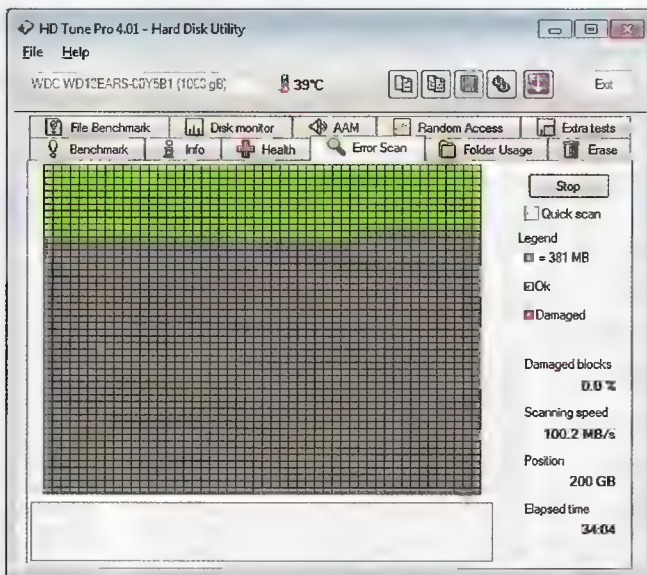 HD Tune Pro 4.01 - Hard Disk Utility
File Help
39°C Exit
File Benchmark Disk monitor AAM Random Access Extra tests
Benchmark Info Health Error Scan Folder Usage Erase
Stop
Quick scan
Legend
= 381 MB
Ok
Damaged
Damaged blocks
0.0 %
Scanning speed
100.2 MB/s
Position
200 GB
Elapsed time
34:04